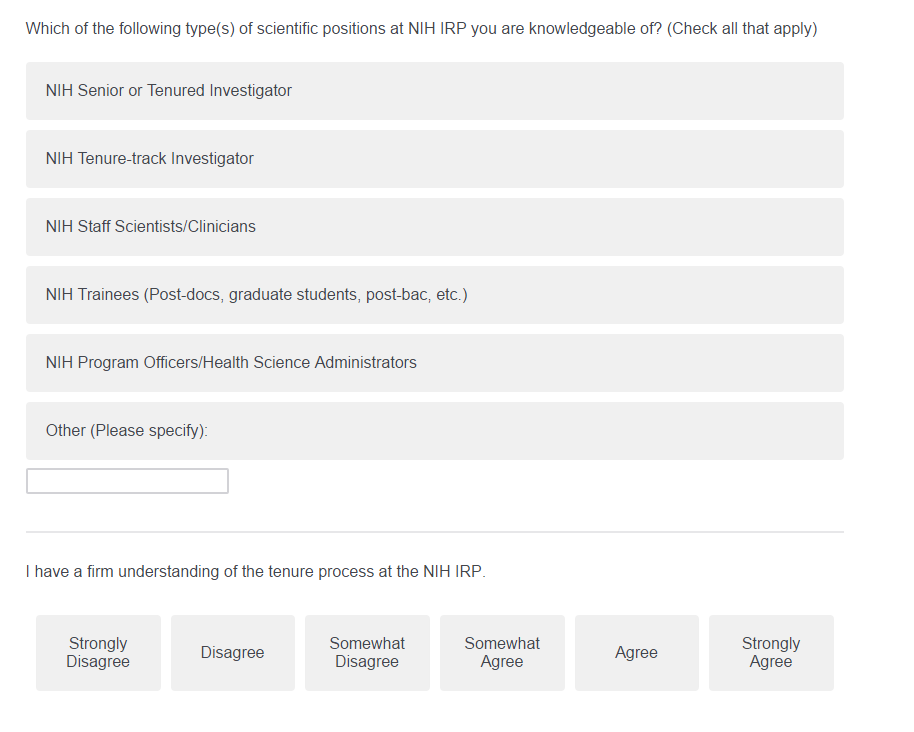 Which of the following type(s) of scientific positions at NIH IRP you are knowledgeable of? (Check all that apply)
NIH Senior or Tenured Investigator
NIH Tenure-track Investigator
NIH Staff Scientists/Clinicians
NIH Trainees (Post-docs, graduate students, post-bac, etc.)
NIH Program Officers/Health Science Administrators
Other (Please specify):
I have a firm understanding of the tenure process at the NIH IRP.
Strongly
Disagree
Disagree
Somewhat
Disagree
Somewhat
Agree
Agree
Strongly
Agree